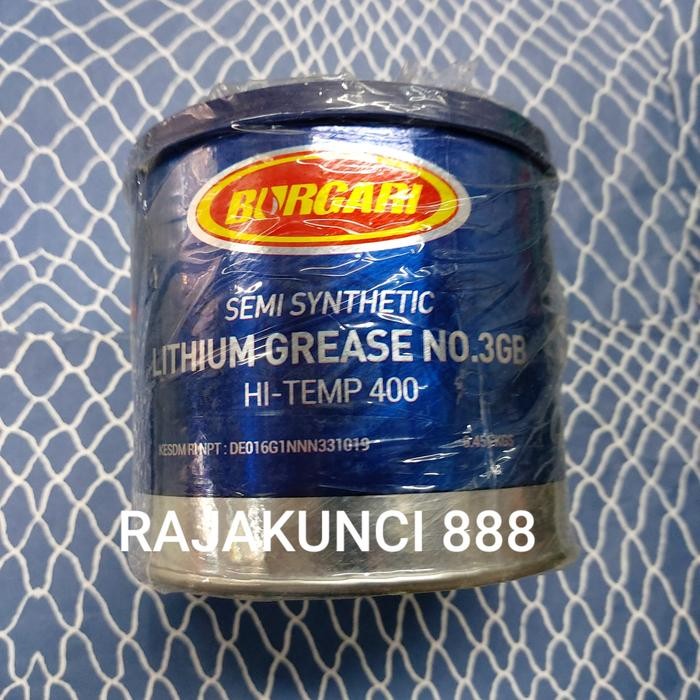 BURGARI
SEMI SYNTHETIC
LITHIUM GREASE NO.3GB
HI-TEMP 400
KESDM RI NPT : DE016G1NNN331019
RAJAKUNCI 888